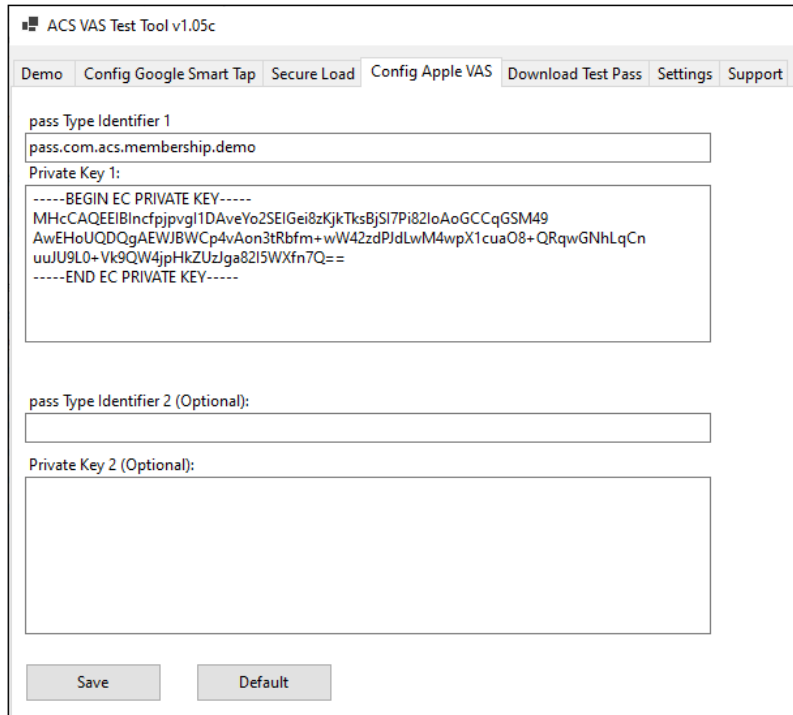 ACS VAS Test Tool v1.05c
Demo Config Google Smart Tap Secure Load Config Apple VAS Download Test Pass Settings Support
pass Type Identifier 1
pass.com.acs.membership.demo
Private Key 1:
-----BEGIN EC PRIVATE KEY-----
MHcCAQEEIBIncfpjpvgI1DAveYo2SEIGei8zKjkTksBjSI7Pi82IoAoGCCqGSM49
AwEHoUQDQgAEWJBWCp4vAon3tRbfm+wW42zdPJdLwM4wpX1cuaO8+QRqwGNhLqCn
uuJU9L0+Vk9QW4jpHkZUzJga82I5WXfn7Q==
-----END EC PRIVATE KEY-----
pass Type Identifier 2 (Optional):
Private Key 2 (Optional):
Save Default